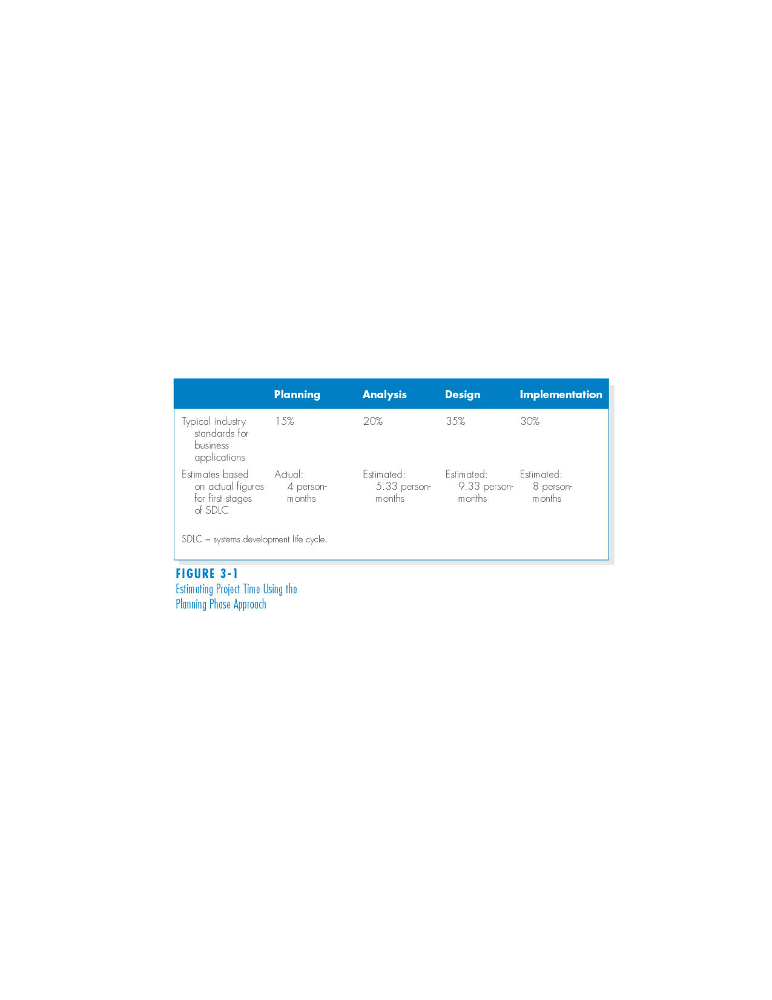 Planning Analysis Design Implementation
Typical industry 15% 20% 35% 30%
standards for
business
applications
Estimates based Actual: Estimated: Estimated: Estimated:
on actual figures 4 person- 5.33 person- 9.33 person- 8 person-
for first stages months months months months
of SDLC
SDLC = systems development life cycle.
FIGURE 3-1
Estimating Project Time Using the
Planning Phase Approach